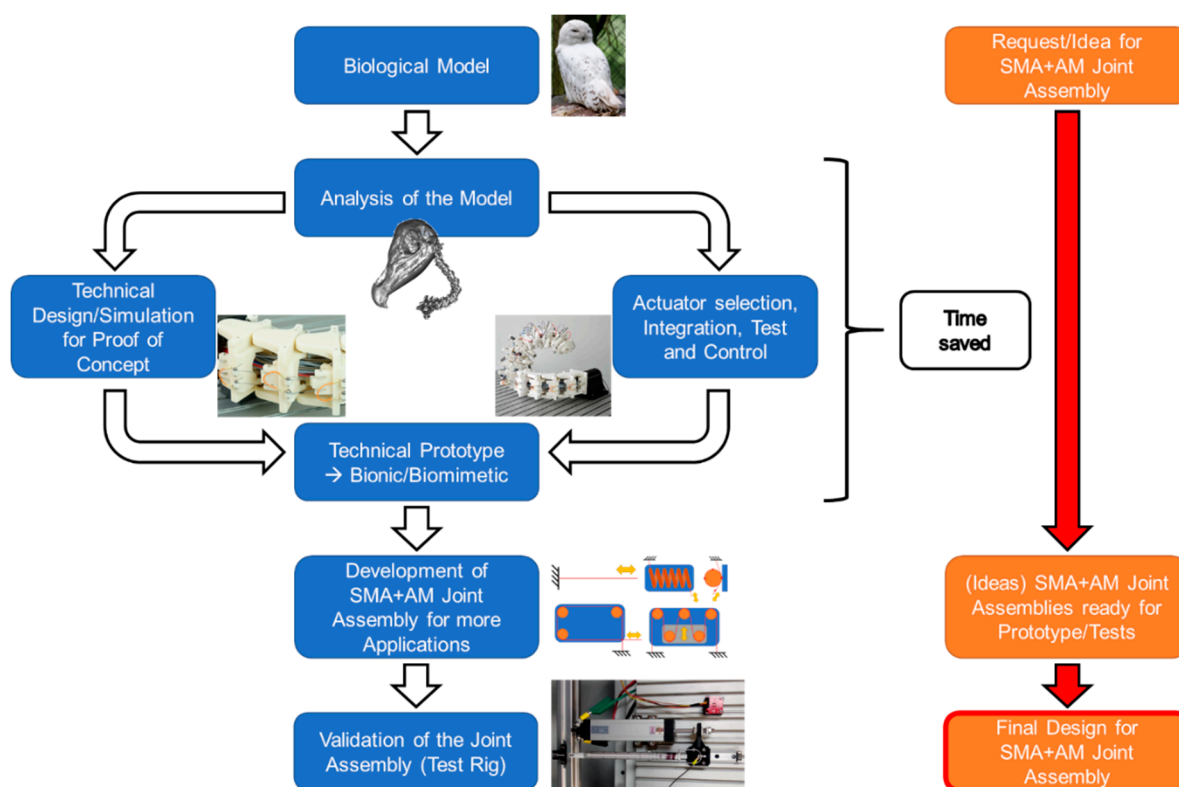 Biological Model
Request/Idea for
SMA+AM Joint
Assembly
Analysis of the Model
Technical
Design/Simulation
for Proof of
Concept
Actuator selection,
Integration, Test
and Control
Time
saved
Technical Prototype
→ Bionic/Biomimetic
Development of
SMA+AM Joint
Assembly for more
Applications
(Ideas) SMA+AM Joint
Assemblies ready for
Prototype/Tests
Validation of the Joint
Assembly (Test Rig)
Final Design for
SMA+AM Joint
Assembly